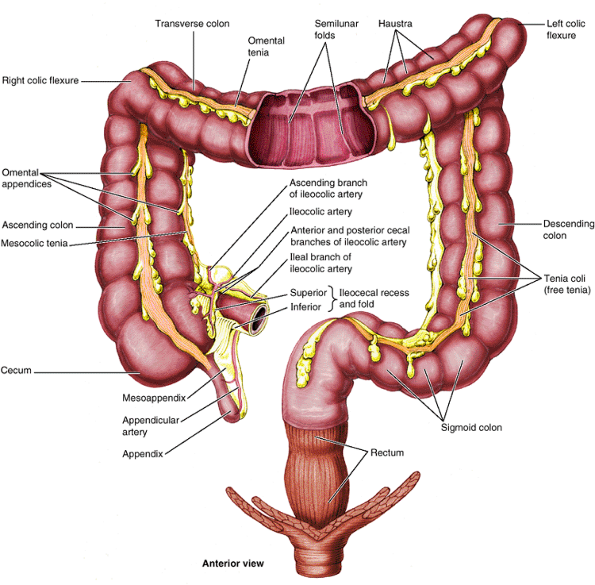 Transverse colon
Semilunar
folds
Haustra
Left colic
flexure
Omental
tenia
Right colic flexure
Omental
appendices
Ascending colon
Mesocolic tenia
Ascending branch
of ileocolic artery
Ileocolic artery
Anterior and posterior cecal
branches of ileocolic artery
Ileal branch of
ileocolic artery
Superior
Inferior
Ileocecal recess
and fold
Descending
colon
Tenia coli
(free tenia)
Cecum
Mesoappendix
Appendicular
artery
Appendix
Sigmoid colon
Rectum
Anterior view